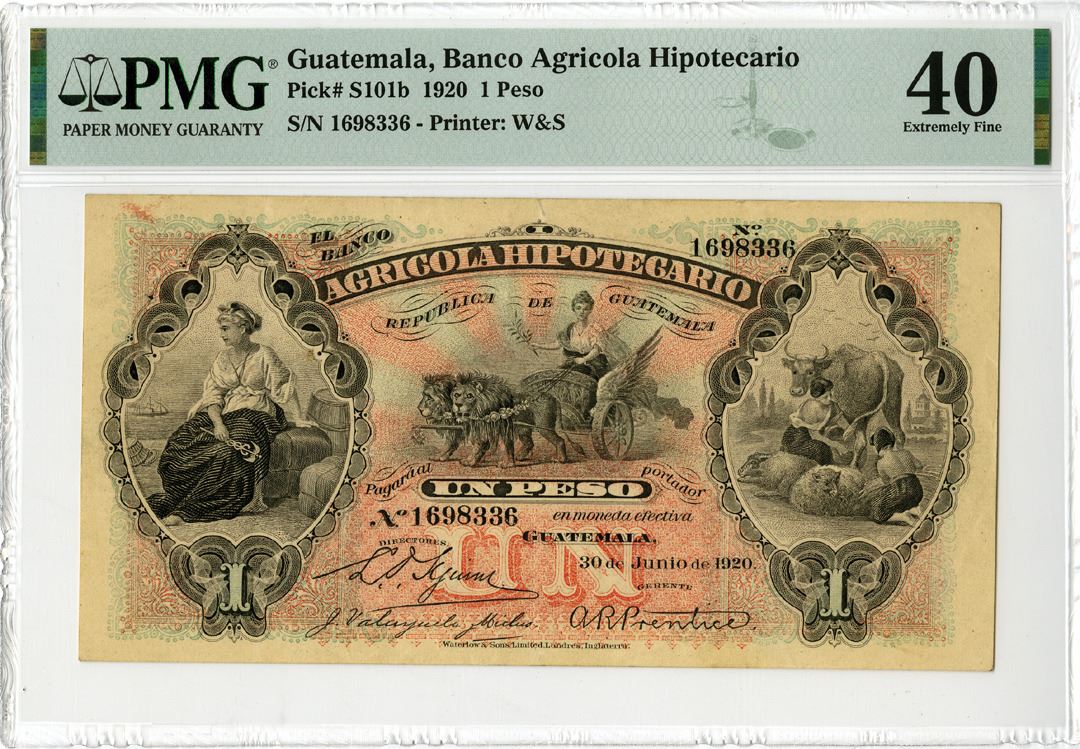 PMG®
PAPER MONEY GUARANTY
Guatemala, Banco Agricola Hipotecario
Pick# S101b 1920 1 Peso
S/N 1698336 - Printer: W&S
40
Extremely Fine
1
EL BANCO
Nº 1698336
AGRICOLA HIPOTECARIO
REPUBLICA DE GUATEMALA
Pagará al portador
UN PESO
Nº 1698336
en moneda efectiva
GUATEMALA,
30 de Junio de 1920.
UN
DIRECTORES
GERENTE
A R Prentice
1
1
Waterlow & Sons Limited, Londres, Inglaterra.